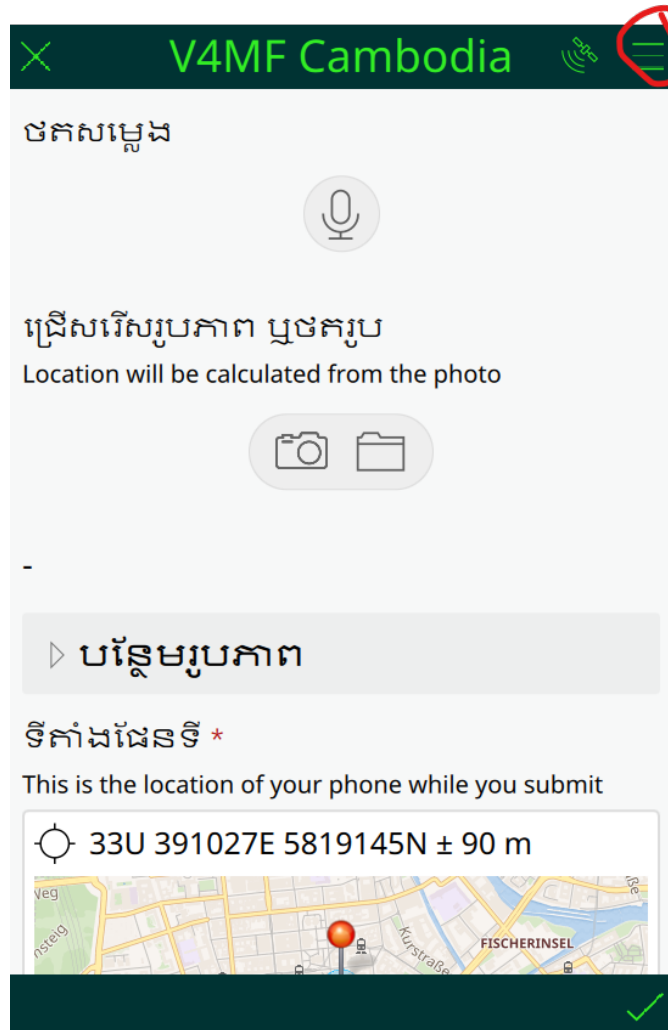 V4MF Cambodia
ថតសម្លេង
ជ្រើសរើសរូបភាព ឬថតរូប
Location will be calculated from the photo
-
បន្ថែមរូបភាព
ទីតាំងផែនទី *
This is the location of your phone while you submit
33U 391027E 5819145N ± 90 m
Kurstraße
FISCHERINSEL